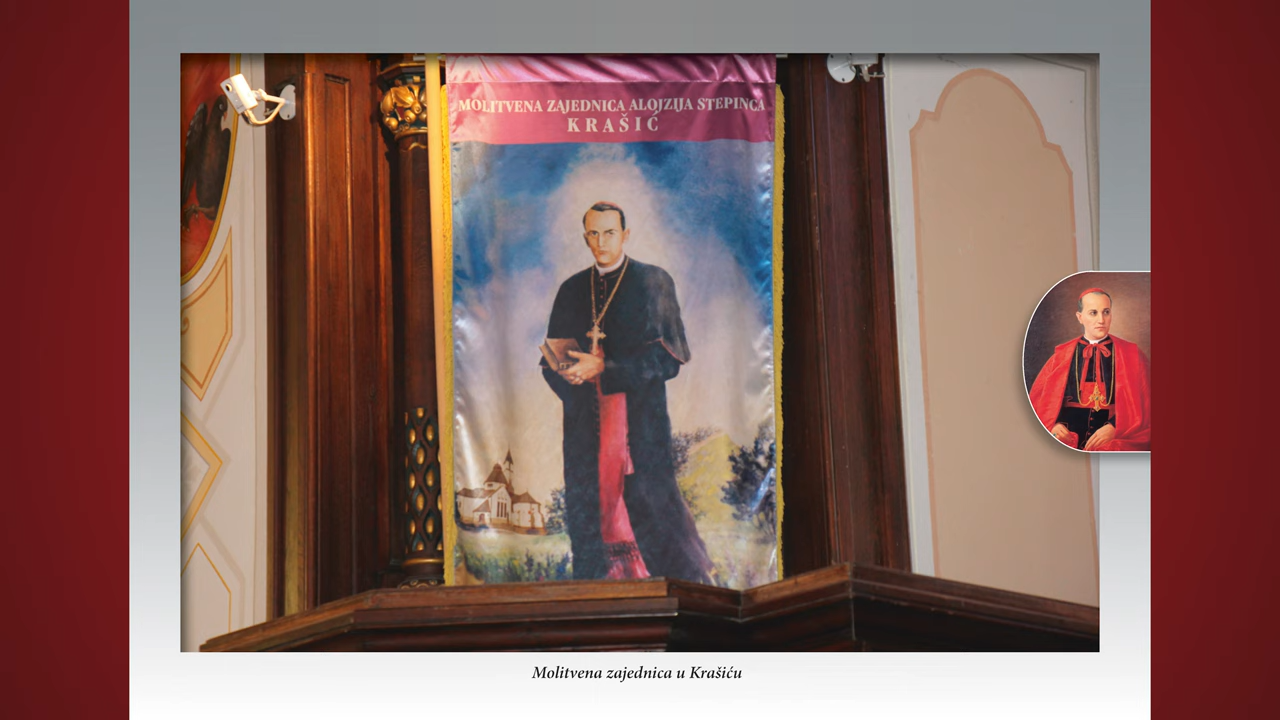 MOLITVENA ZAJEDNICA ALOJZIJA STEPINCA
KRAŠIĆ
Molitvena zajednica u Krašiću